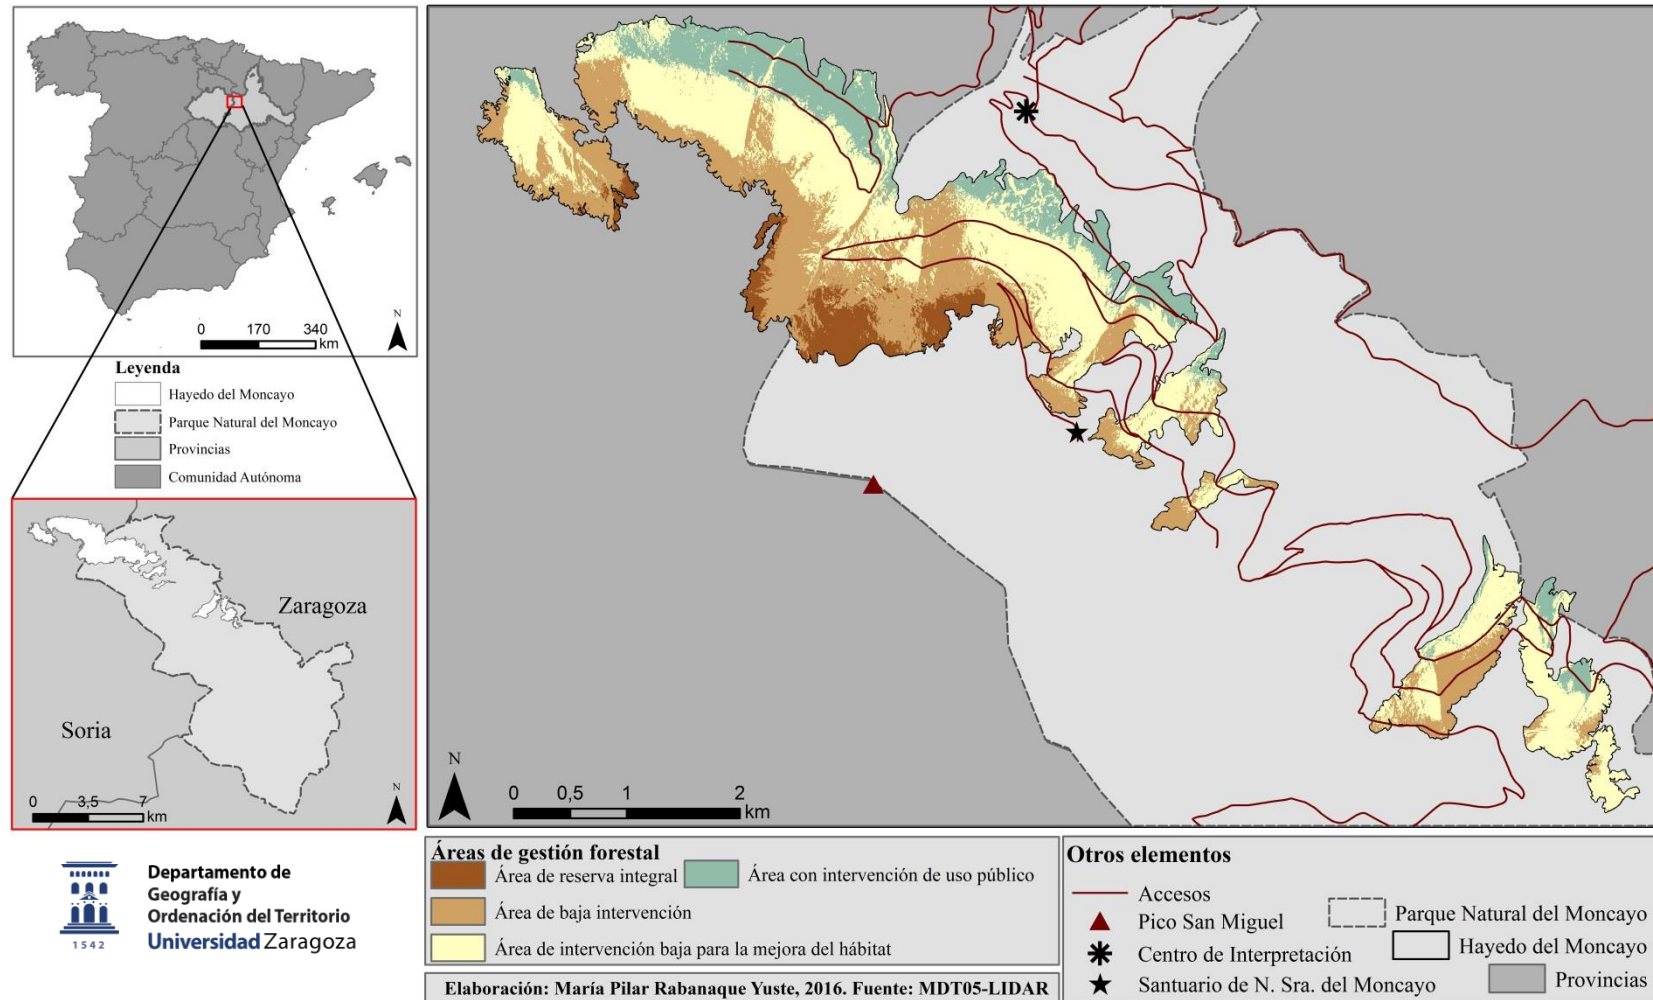 N
0 170 340
km
Leyenda
Hayedo del Moncayo
Parque Natural del Moncayo
Provincias
Comunidad Autónoma
Zaragoza
Soria
N
0 3,5 7
km
N
0 0,5 1 2
km
Departamento de
Geografía y
Ordenación del Territorio
Universidad Zaragoza
1542
Áreas de gestión forestal
Área de reserva integral
Área con intervención de uso público
Área de baja intervención
Área de intervención baja para la mejora del hábitat
Elaboración: María Pilar Rabanaque Yuste, 2016. Fuente: MDT05-LIDAR
Otros elementos
Accesos
Pico San Miguel
Centro de Interpretación
Santuario de N. Sra. del Moncayo
Parque Natural del Moncayo
Hayedo del Moncayo
Provincias